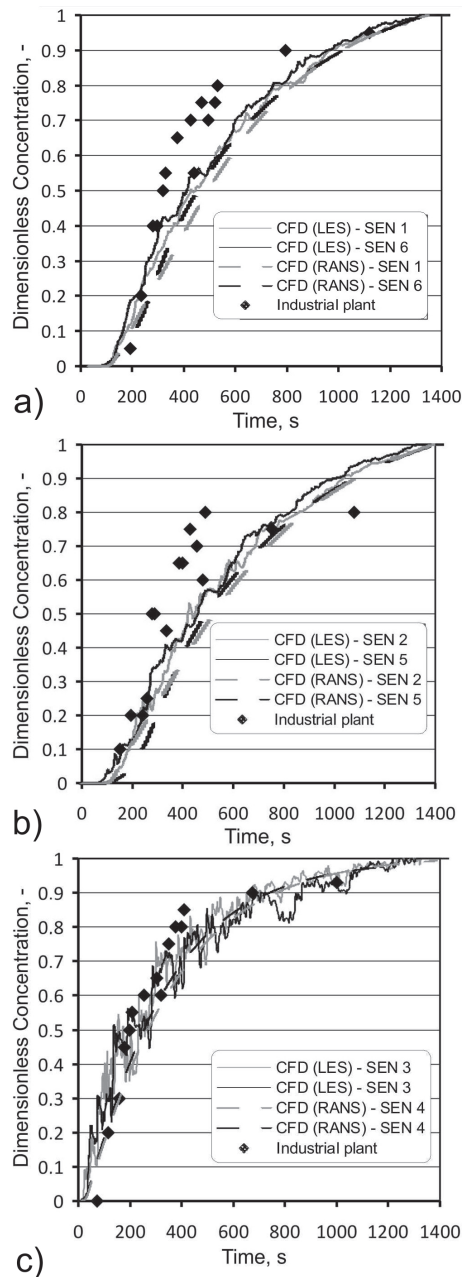 Dimensionless Concentration, -
1
0.9
0.8
0.7
0.6
0.5
0.4
0.3
0.2
0.1
0
CFD (LES) - SEN 1
CFD (LES) - SEN 6
CFD (RANS) - SEN 1
CFD (RANS) - SEN 6
Industrial plant
0 200 400 600 800 1000 1200 1400
Time, s
a)
Dimensionless Concentration, -
1
0.9
0.8
0.7
0.6
0.5
0.4
0.3
0.2
0.1
0
CFD (LES) - SEN 2
CFD (LES) - SEN 5
CFD (RANS) - SEN 2
CFD (RANS) - SEN 5
Industrial plant
0 200 400 600 800 1000 1200 1400
Time, s
b)
Dimensionless Concentration, -
1
0.9
0.8
0.7
0.6
0.5
0.4
0.3
0.2
0.1
0
CFD (LES) - SEN 3
CFD (LES) - SEN 3
CFD (RANS) - SEN 4
CFD (RANS) - SEN 4
Industrial plant
0 200 400 600 800 1000 1200 1400
Time, s
c)